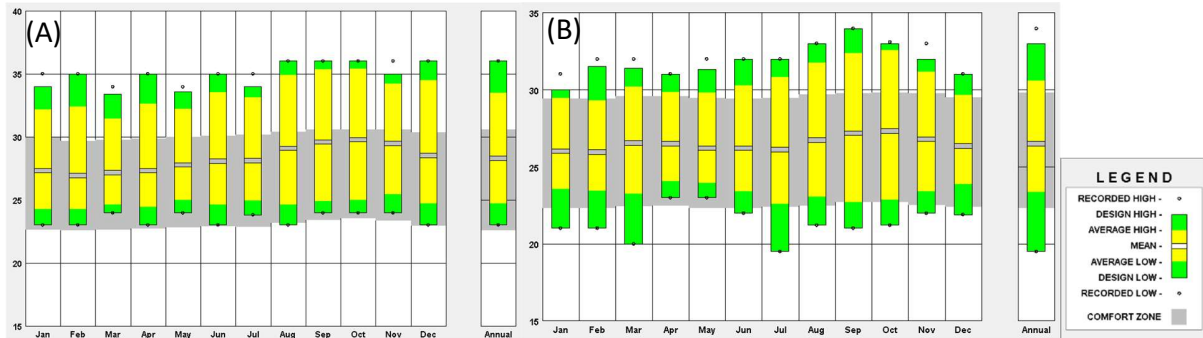 (A)
40
35
30
25
20
15
Jan Feb Mar Apr May Jun Jul Aug Sep Oct Nov Dec Annual
(B)
35
30
25
20
15
Jan Feb Mar Apr May Jun Jul Aug Sep Oct Nov Dec Annual
LEGEND
RECORDED HIGH -
DESIGN HIGH -
AVERAGE HIGH -
MEAN -
AVERAGE LOW -
DESIGN LOW -
RECORDED LOW -
COMFORT ZONE